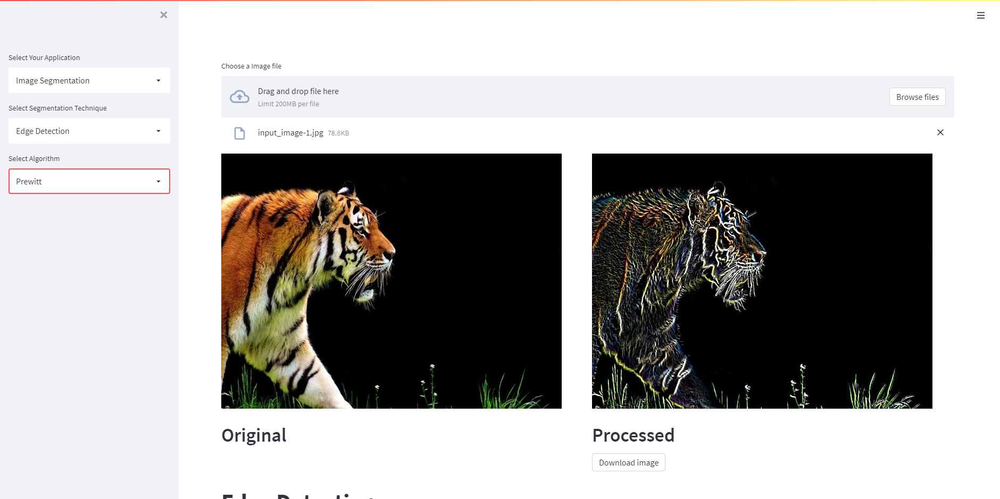 Select Your Application
Image Segmentation
Select Segmentation Technique
Edge Detection
Select Algorithm
Prewitt
Choose a Image file
Drag and drop file here
Limit 200MB per file
Browse files
input_image-1.jpg 78.6KB
Original
Processed
Download image